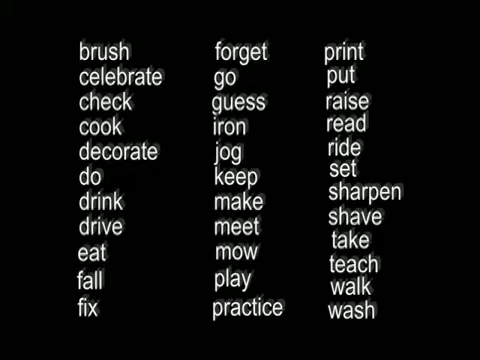 brush
celebrate
check
cook
decorate
do
drink
drive
eat
fall
fix
forget
go
guess
iron
jog
keep
make
meet
mow
play
practice
print
put
raise
read
ride
set
sharpen
shave
take
teach
walk
wash